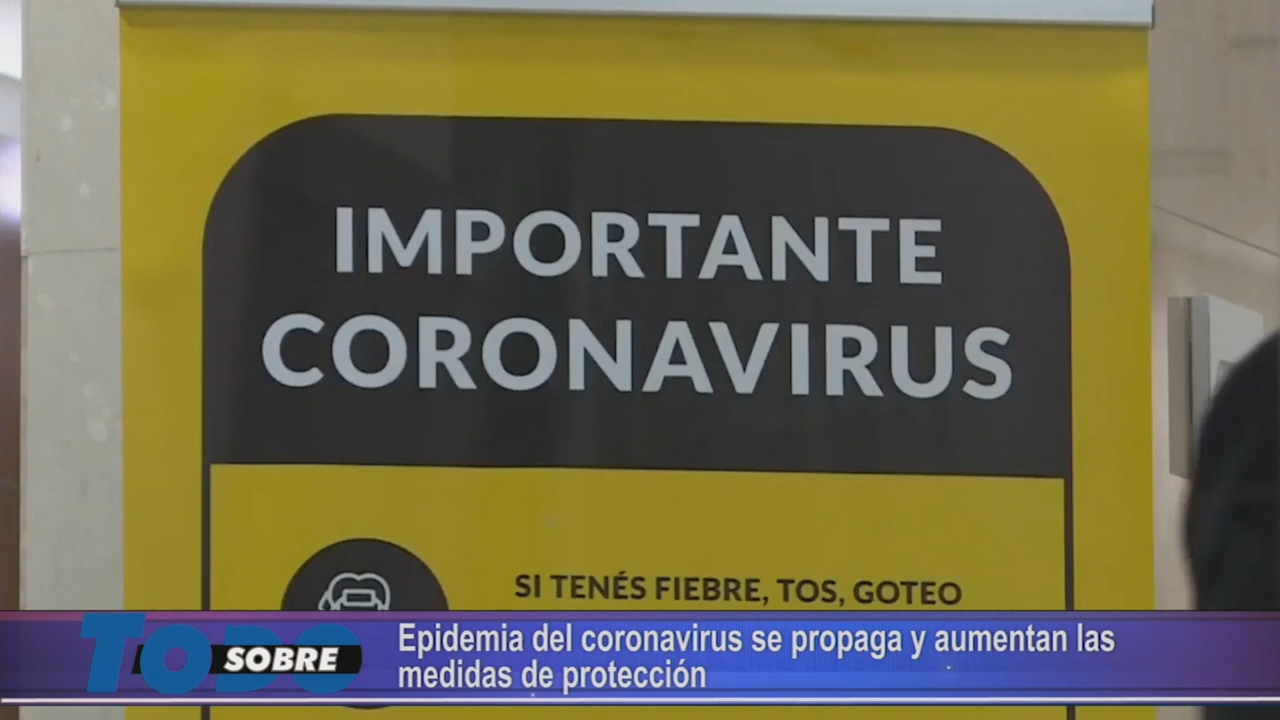 IMPORTANTE
CORONAVIRUS
SI TENÉS FIEBRE, TOS, GOTEO
TODO
SOBRE
Epidemia del coronavirus se propaga y aumentan las
medidas de protección